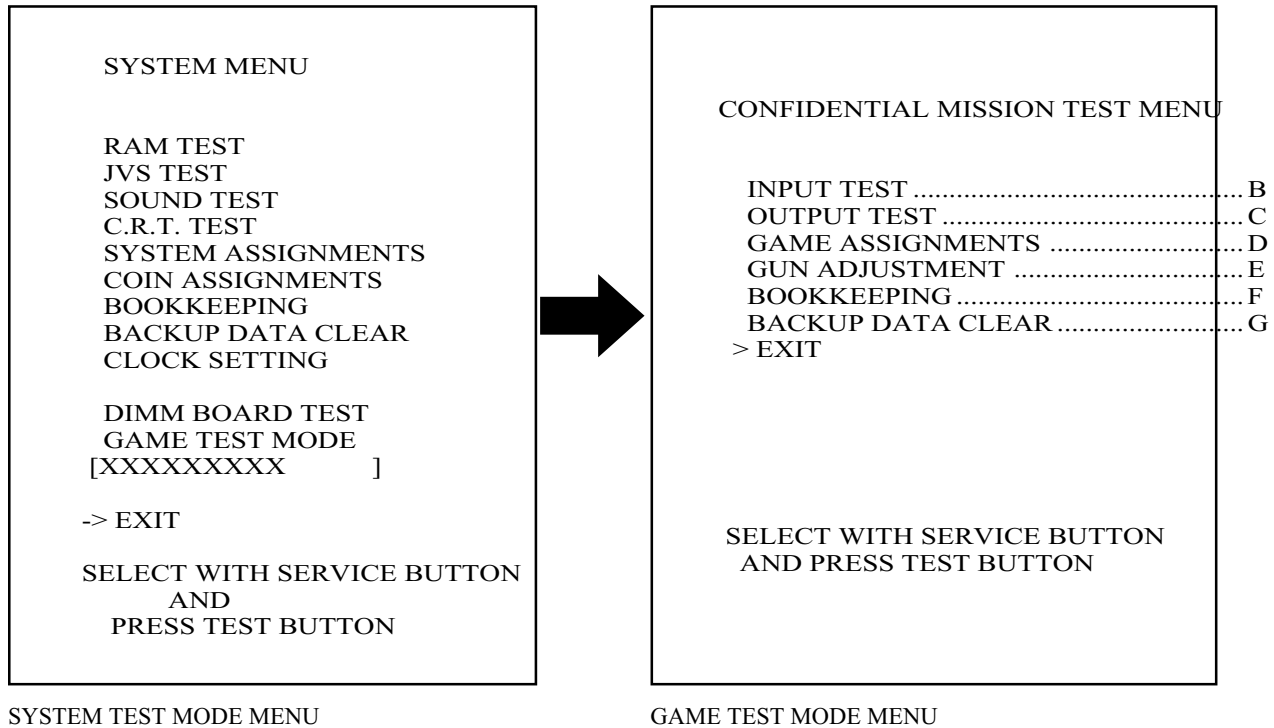 SYSTEM MENU
RAM TEST
JVS TEST
SOUND TEST
C.R.T. TEST
SYSTEM ASSIGNMENTS
COIN ASSIGNMENTS
BOOKKEEPING
BACKUP DATA CLEAR
CLOCK SETTING
DIMM BOARD TEST
GAME TEST MODE
[XXXXXXXXX ]
-> EXIT
SELECT WITH SERVICE BUTTON
AND
PRESS TEST BUTTON
SYSTEM TEST MODE MENU
CONFIDENTIAL MISSION TEST MENU
INPUT TEST ............................................. B
OUTPUT TEST ......................................... C
GAME ASSIGNMENTS .......................... D
GUN ADJUSTMENT ............................... E
BOOKKEEPING ....................................... F
BACKUP DATA CLEAR ......................... G
> EXIT
SELECT WITH SERVICE BUTTON
AND PRESS TEST BUTTON
GAME TEST MODE MENU